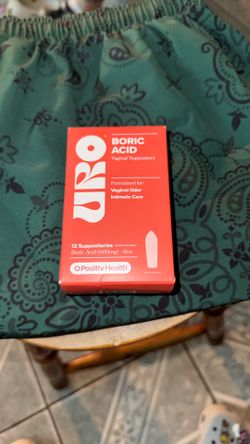 URO
BORIC
ACID
Vaginal Suppository
Formulated for
Vaginal Odor
Intimate Care
12 Suppositories
Boric Acid (600mg) · Aloe
O Positiv Health